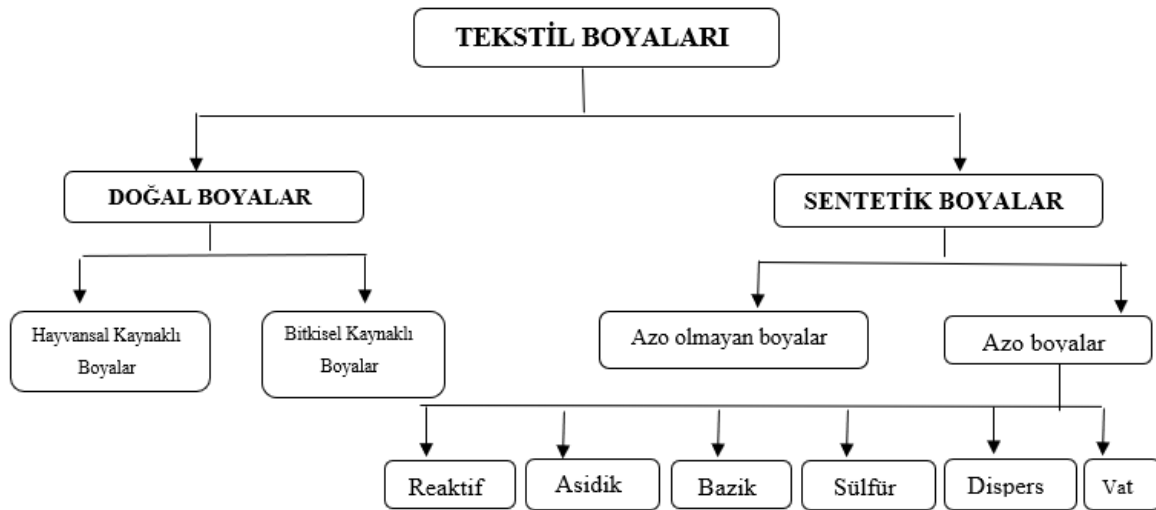 TEKSTİL BOYALARI
DOĞAL BOYALAR
SENTETİK BOYALAR
Hayvansal Kaynaklı
Boyalar
Bitkisel Kaynaklı
Boyalar
Azo olmayan boyalar
Azo boyalar
Reaktif
Asidik
Bazik
Sülfür
Dispers
Vat